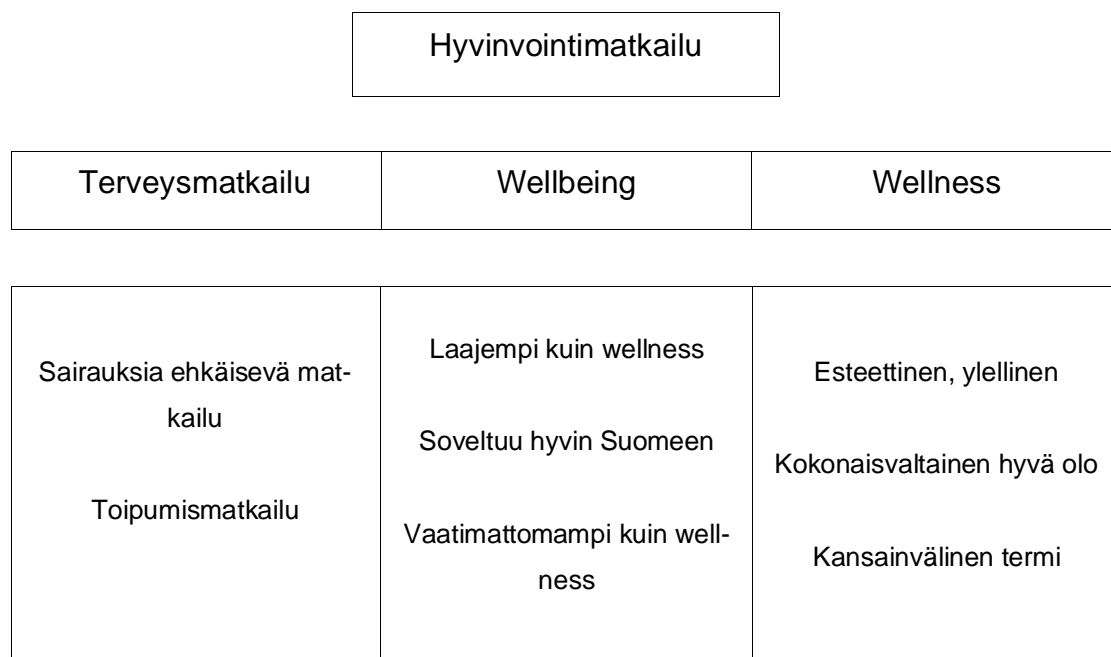 Hyvinvointimatkailu
Terveysmatkailu
Wellbeing
Wellness
Sairauksia ehkäisevä mat-
kailu
Toipumismatkailu
Laajempi kuin wellness
Soveltuu hyvin Suomeen
Vaatimattomampi kuin well-
ness
Esteettinen, ylellinen
Kokonaisvaltainen hyvä olo
Kansainvälinen termi